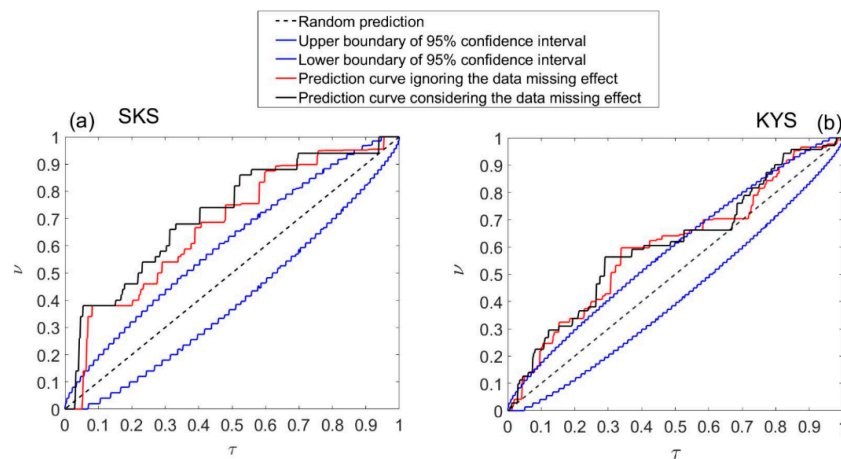 Random prediction
Upper boundary of 95% confidence interval
Lower boundary of 95% confidence interval
Prediction curve ignoring the data missing effect
Prediction curve considering the data missing effect
(a) SKS
1
0.9
0.8
0.7
0.6
0.5
0.4
0.3
0.2
0.1
0
ν
0 0.1 0.2 0.3 0.4 0.5 0.6 0.7 0.8 0.9 1
τ
KYS (b)
1
0.9
0.8
0.7
0.6
0.5
0.4
0.3
0.2
0.1
0
ν
0 0.1 0.2 0.3 0.4 0.5 0.6 0.7 0.8 0.9 1
τ